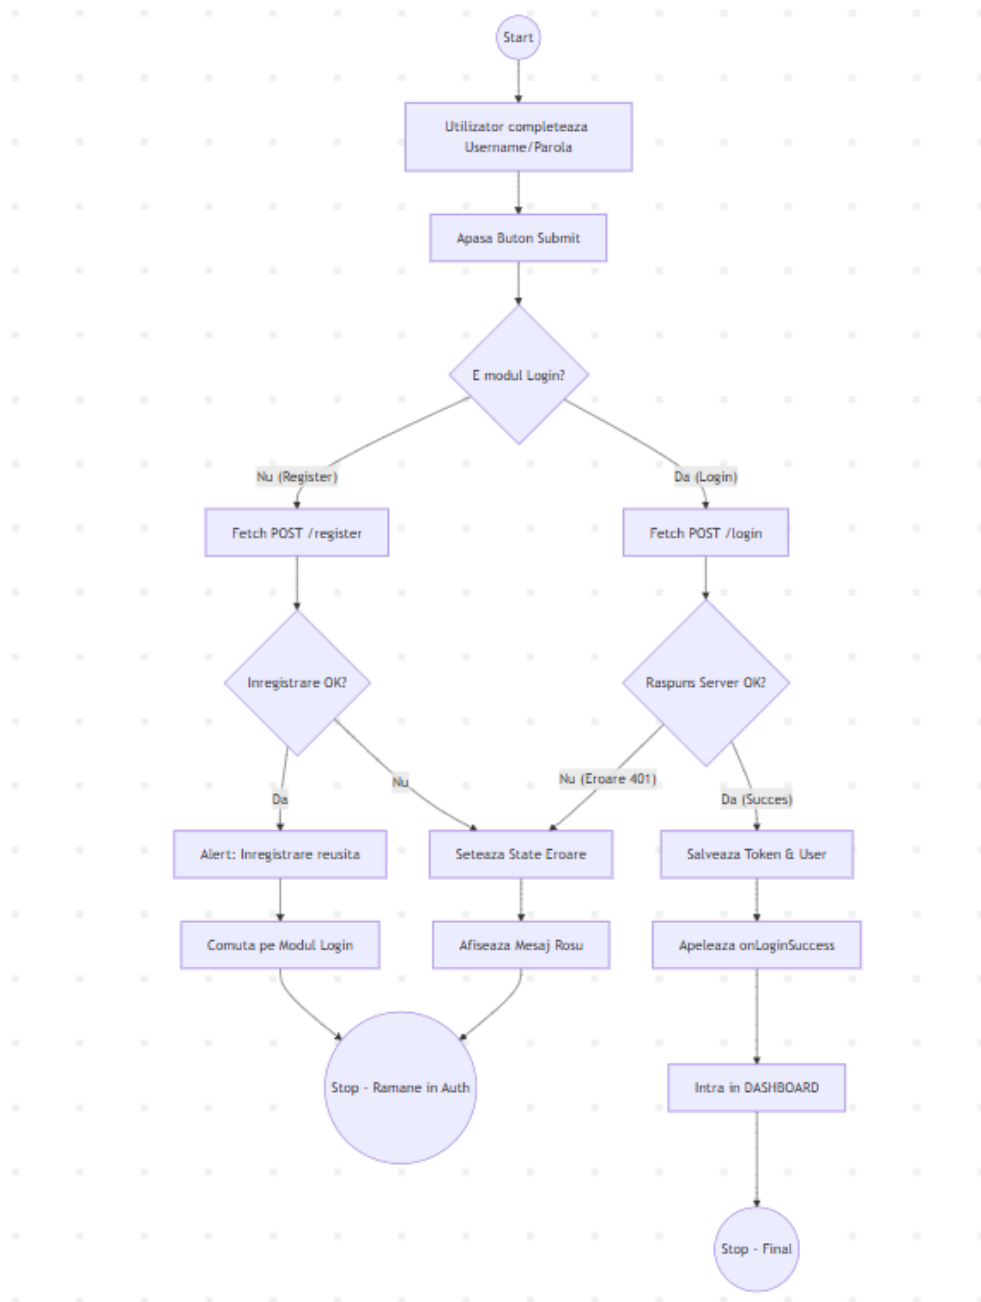 Start
Utilizator completeaza
Username/Parola
Apasa Buton Submit
E modul Login?
Nu (Register)
Da (Login)
Fetch POST /register
Fetch POST /login
Inregistrare OK?
Raspuns Server OK?
Nu
Nu (Eroare 401)
Da
Da (Succes)
Alert: Inregistrare reusita
Seteaza State Eroare
Salveaza Token & User
Comuta pe Modul Login
Afiseaza Mesaj Rosu
Apeleaza onLoginSuccess
Stop - Ramane in Auth
Intra in DASHBOARD
Stop - Final